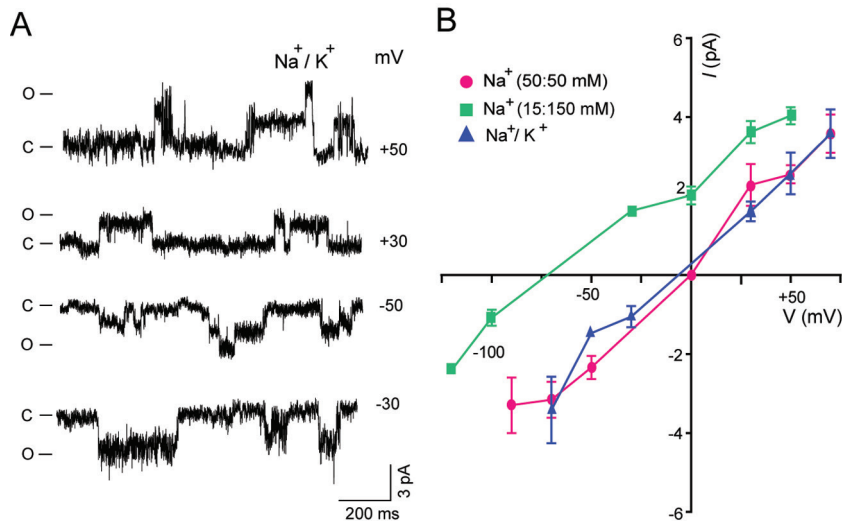 A
Na⁺/ K⁺
mV
O
C
+50
O
C
+30
C
O
-50
C
O
-30
3 pA
200 ms
B
6
I (pA)
Na⁺ (50:50 mM)
Na⁺ (15:150 mM)
Na⁺/ K⁺
4
2
-50
+50
V (mV)
-100
-2
-4
-6